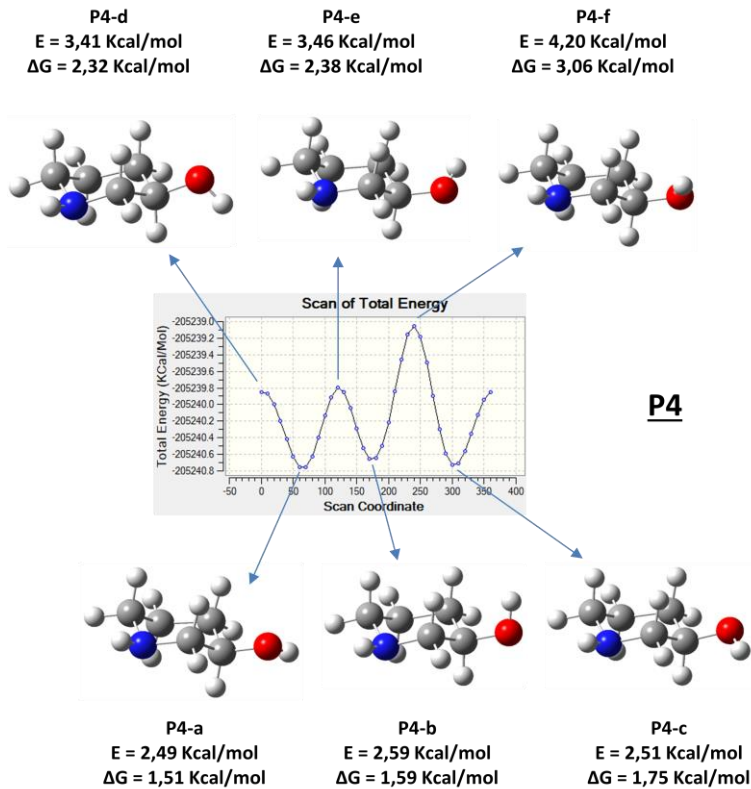 P4-d
E = 3,41 Kcal/mol
ΔG = 2,32 Kcal/mol
P4-e
E = 3,46 Kcal/mol
ΔG = 2,38 Kcal/mol
P4-f
E = 4,20 Kcal/mol
ΔG = 3,06 Kcal/mol
Scan of Total Energy
Total Energy (KCal/Mol)
-205239.0
-205239.2
-205239.4
-205239.6
-205239.8
-205240.0
-205240.2
-205240.4
-205240.6
-205240.8
-50 0 50 100 150 200 250 300 350 400
Scan Coordinate
P4
P4-a
E = 2,49 Kcal/mol
ΔG = 1,51 Kcal/mol
P4-b
E = 2,59 Kcal/mol
ΔG = 1,59 Kcal/mol
P4-c
E = 2,51 Kcal/mol
ΔG = 1,75 Kcal/mol